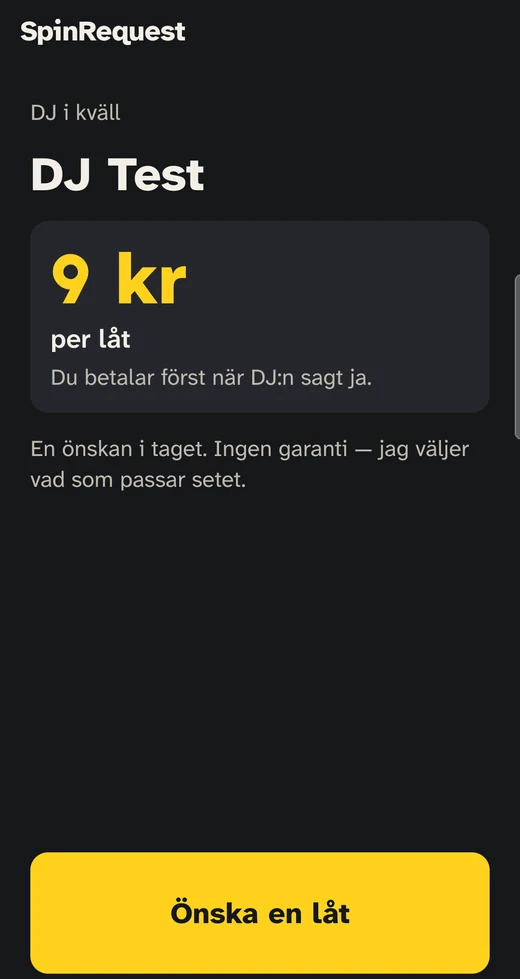 SpinRequest
DJ i kväll
DJ Test
9 kr
per låt
Du betalar först när DJ:n sagt ja.
En önskan i taget. Ingen garanti — jag väljer
vad som passar setet.
Önska en låt